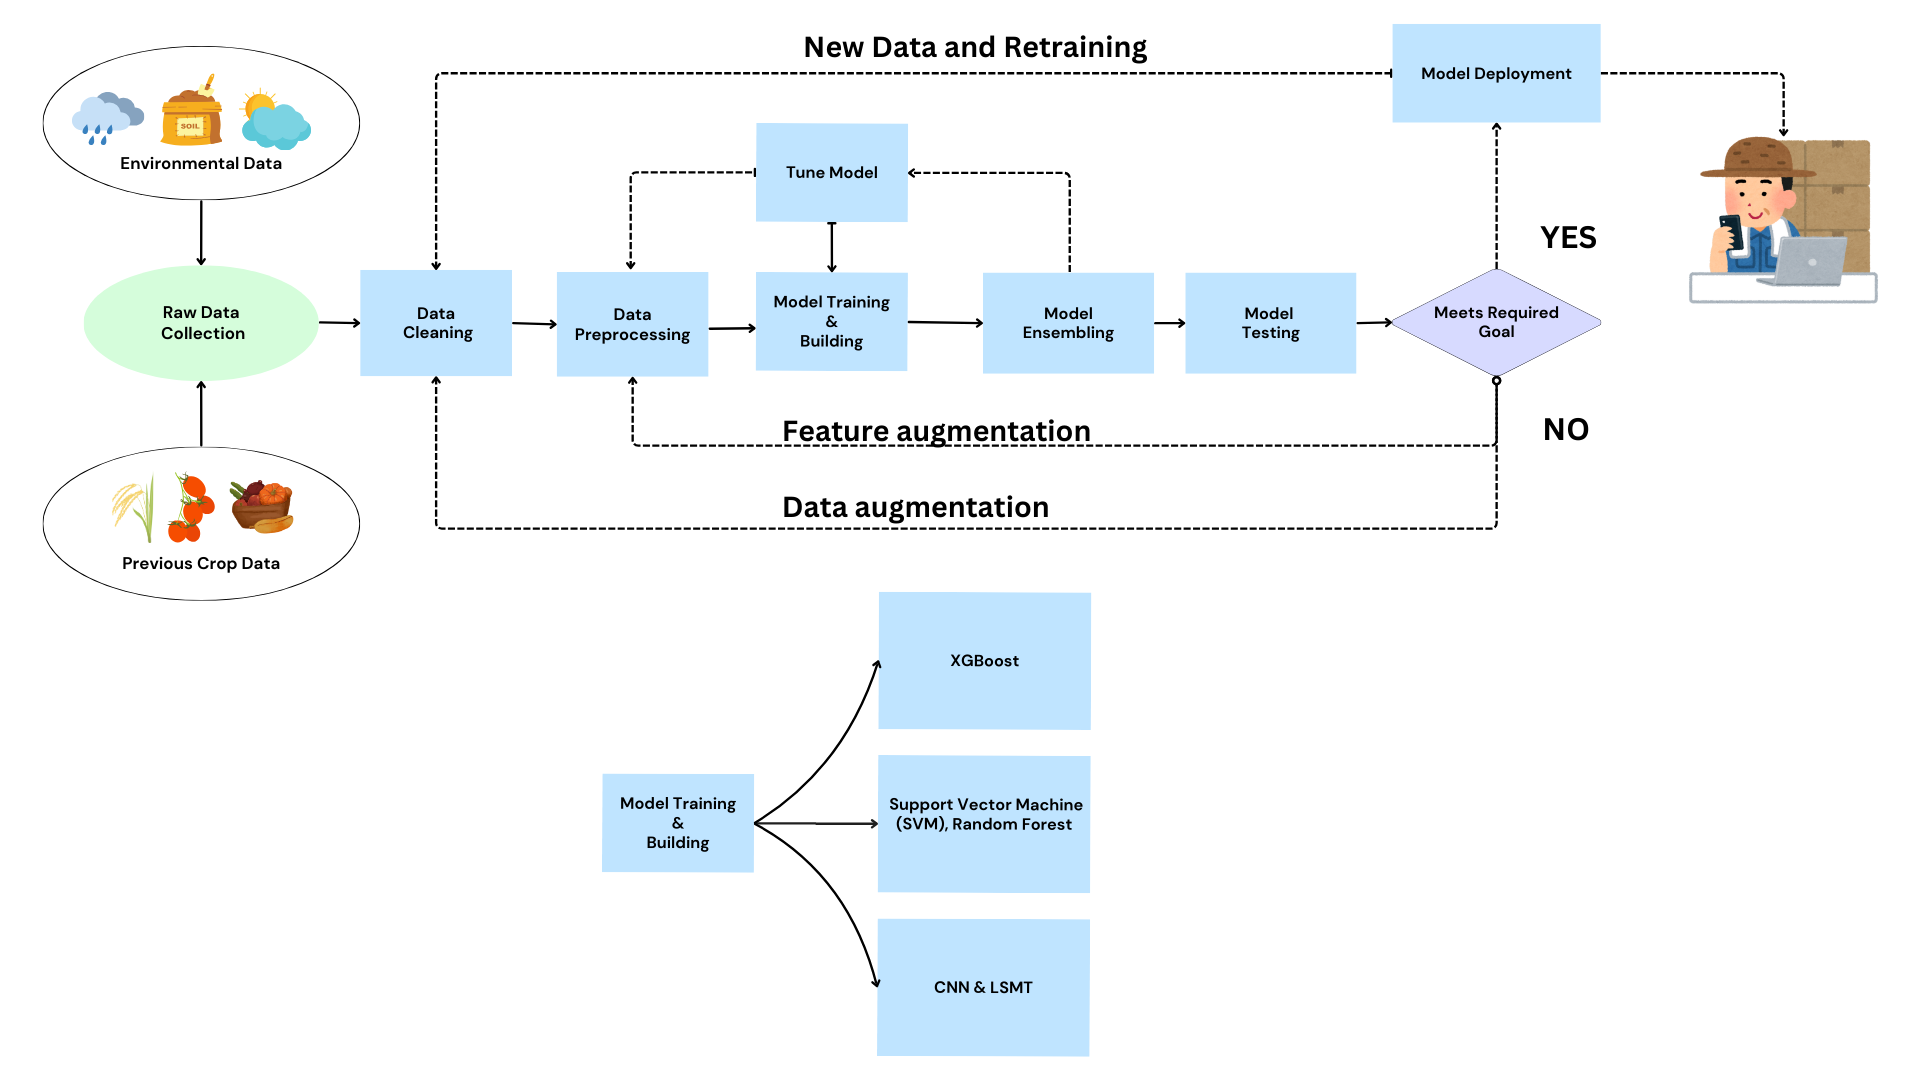 New Data and Retraining
Model Deployment
SOIL
Environmental Data
Tune Model
YES
Raw Data
Collection
Data
Cleaning
Data
Preprocessing
Model Training
&
Building
Model
Ensembling
Model
Testing
Meets Required
Goal
Feature augmentation
NO
Data augmentation
Previous Crop Data
XGBoost
Model Training
&
Building
Support Vector Machine
(SVM), Random Forest
CNN & LSMT